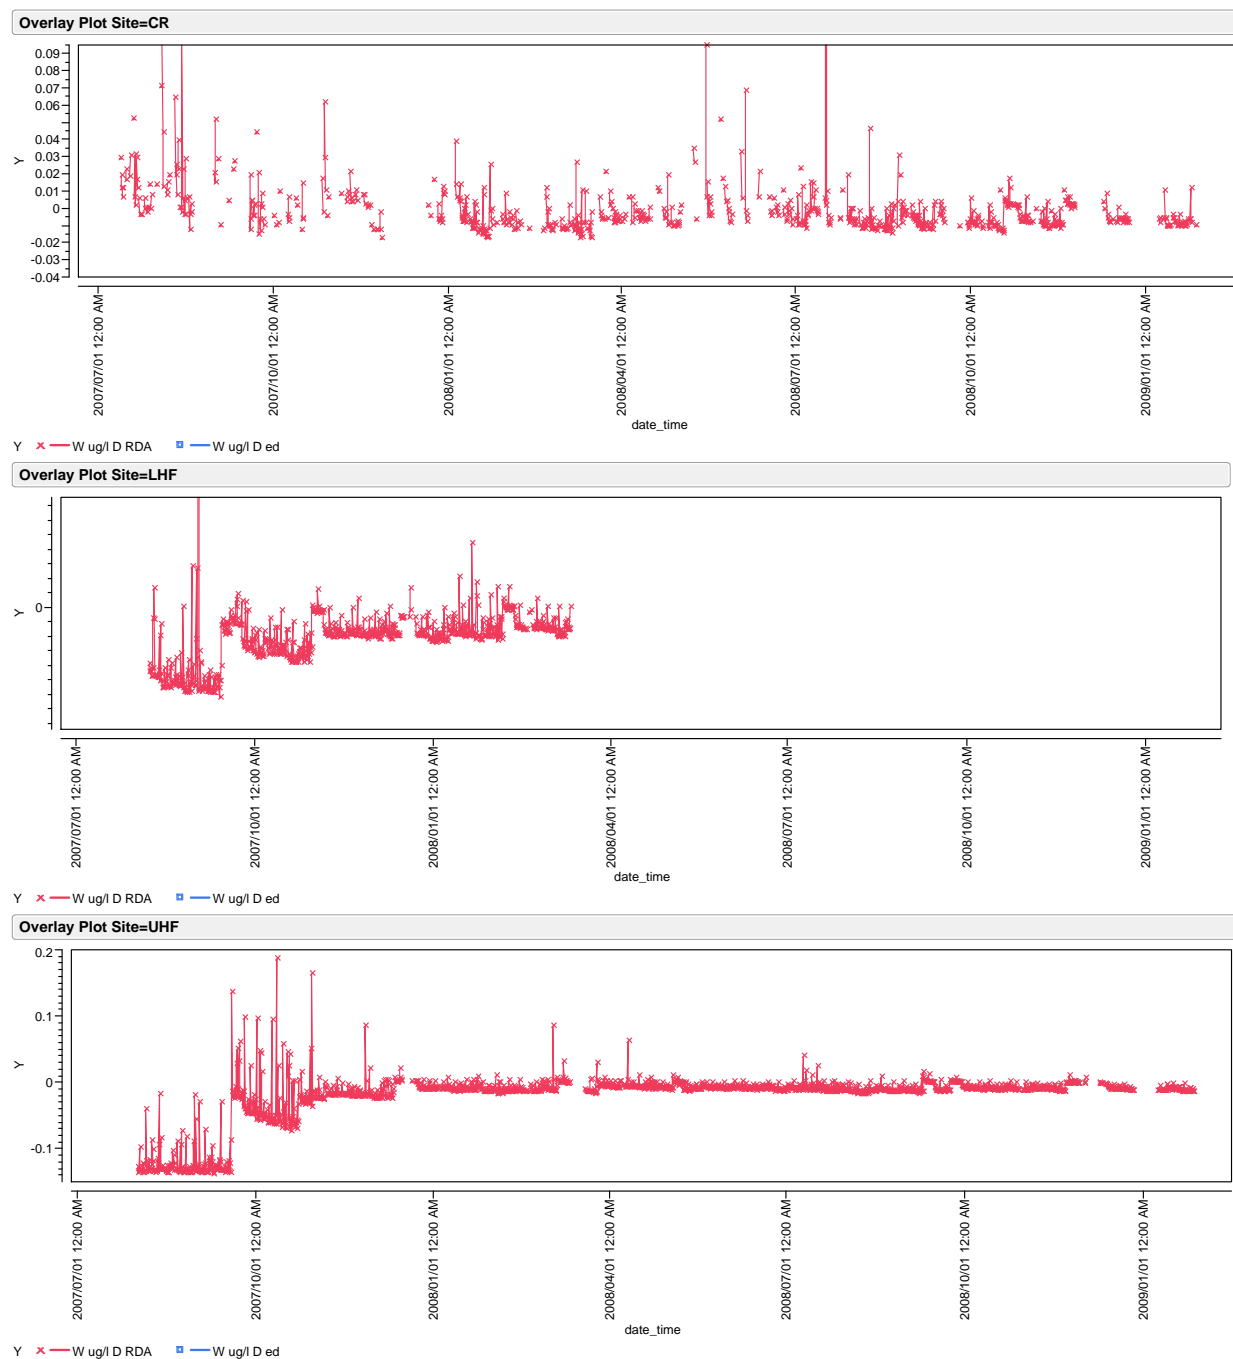 Overlay Plot Site=CR
0.09
0.08
0.07
0.06
0.04
0.03
0.02
0.01
0
-0.02
-0.03
-0.04
Y
2007/07/01 12:00 AM
2007/10/01 12:00 AM
2008/01/01 12:00 AM
2008/04/01 12:00 AM
2008/07/01 12:00 AM
2008/10/01 12:00 AM
2009/01/01 12:00 AM
date_time
Y W ug/l D RDA W ug/l D ed
Overlay Plot Site=LHF
0
Y
2007/07/01 12:00 AM
2007/10/01 12:00 AM
2008/01/01 12:00 AM
2008/04/01 12:00 AM
2008/07/01 12:00 AM
2008/10/01 12:00 AM
2009/01/01 12:00 AM
date_time
Y W ug/l D RDA W ug/l D ed
Overlay Plot Site=UHF
0.2
0.1
0
-0.1
Y
2007/07/01 12:00 AM
2007/10/01 12:00 AM
2008/01/01 12:00 AM
2008/04/01 12:00 AM
2008/07/01 12:00 AM
2008/10/01 12:00 AM
2009/01/01 12:00 AM
date_time
Y W ug/l D RDA W ug/l D ed